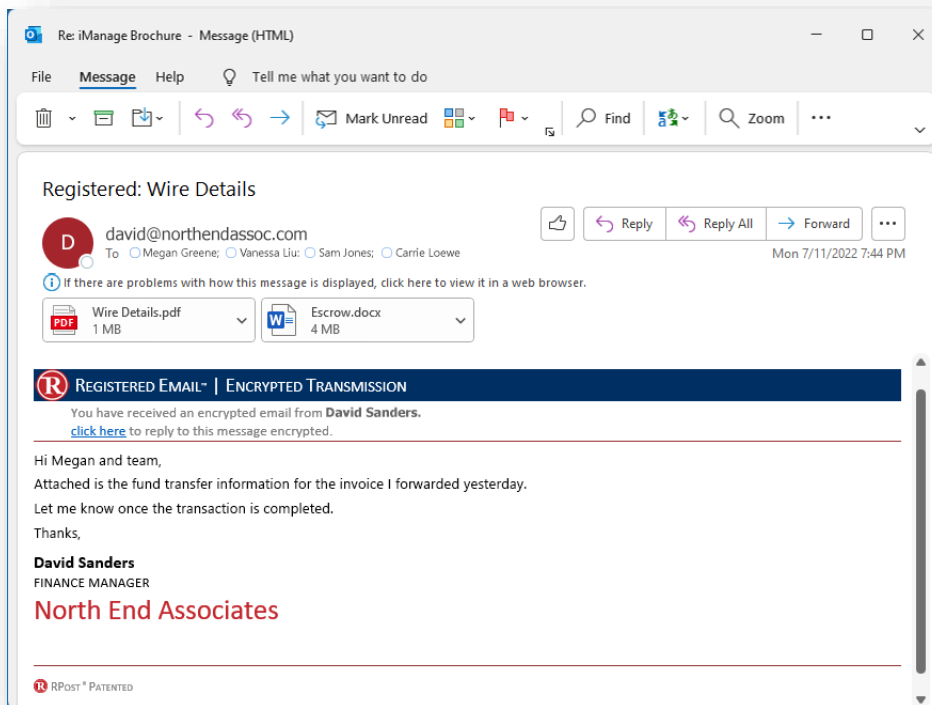 Re: iManage Brochure - Message (HTML)
File Message Help Tell me what you want to do
Mark Unread Find Zoom
Registered: Wire Details
D
david@northendassoc.com
Reply Reply All Forward
To Megan Greene; Vanessa Liu: Sam Jones; Carrie Loewe
Mon 7/11/2022 7:44 PM
If there are problems with how this message is displayed, click here to view it in a web browser.
PDF
Wire Details.pdf
1 MB
W
Escrow.docx
4 MB
R REGISTERED EMAIL™ | ENCRYPTED TRANSMISSION
You have received an encrypted email from David Sanders.
click here to reply to this message encrypted.
Hi Megan and team,
Attached is the fund transfer information for the invoice I forwarded yesterday.
Let me know once the transaction is completed.
Thanks,
David Sanders
FINANCE MANAGER
North End Associates
R RPOST® PATENTED